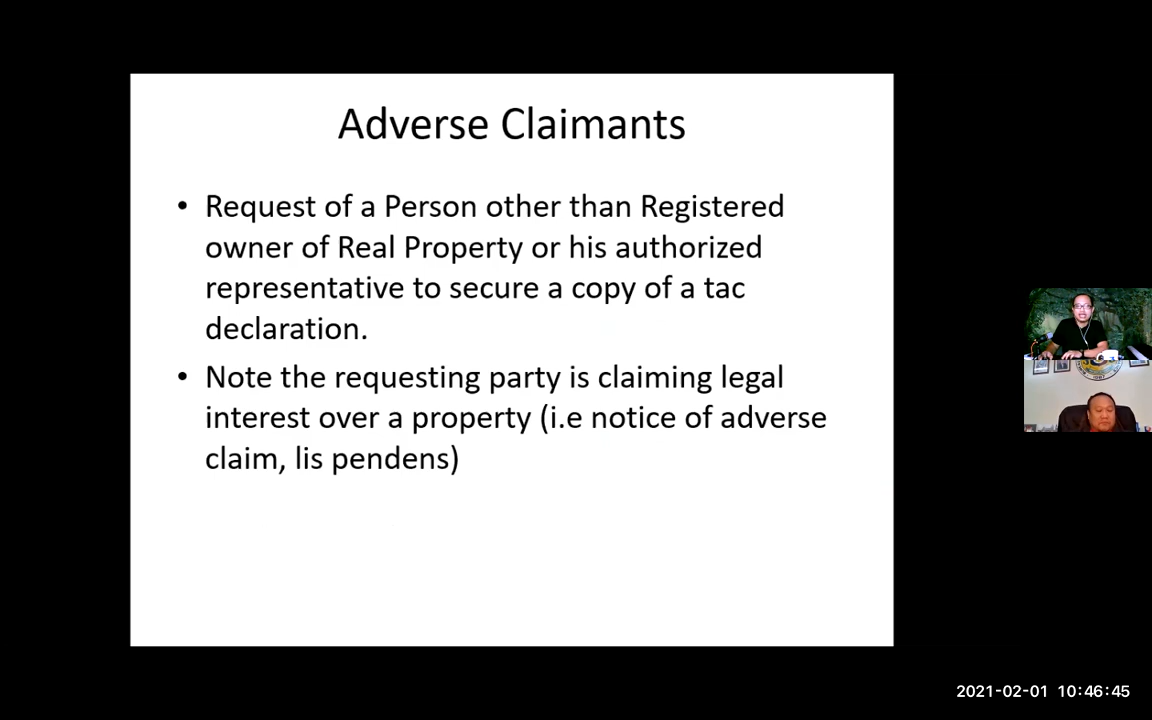 Adverse Claimants
• Request of a Person other than Registered
owner of Real Property or his authorized
representative to secure a copy of a tac
declaration.
• Note the requesting party is claiming legal
interest over a property (i.e notice of adverse
claim, lis pendens)
2021-02-01 10:46:45